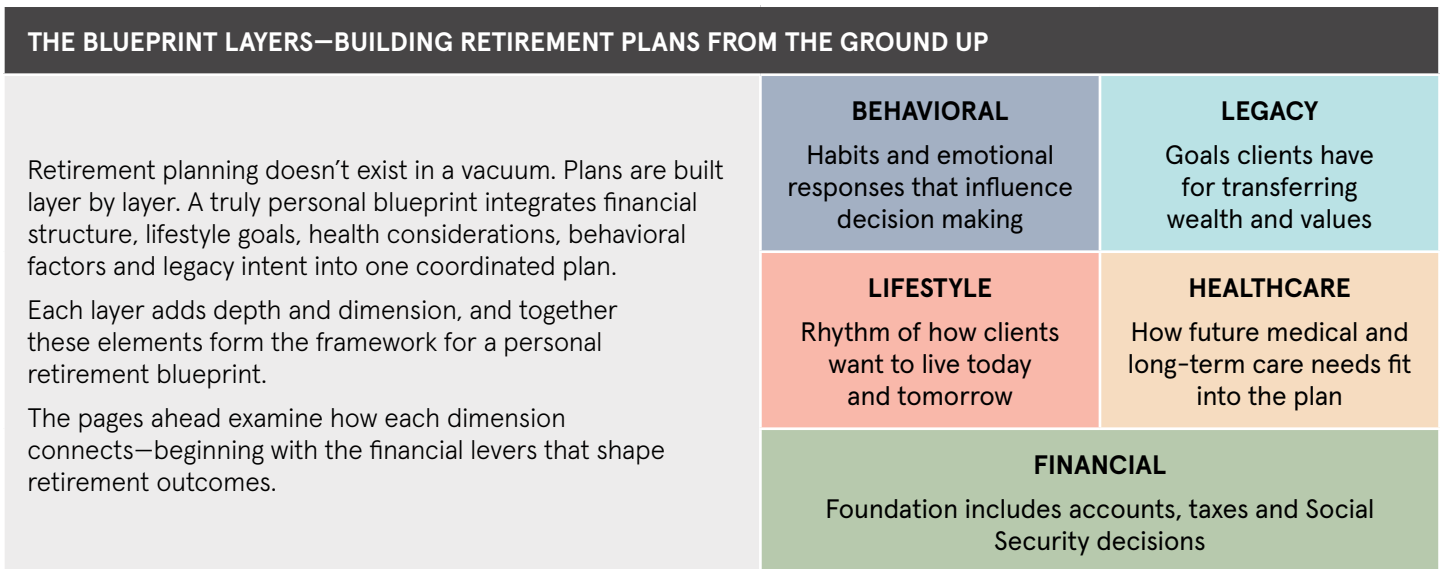 THE BLUEPRINT LAYERS—BUILDING RETIREMENT PLANS FROM THE GROUND UP
Retirement planning doesn’t exist in a vacuum. Plans are built
layer by layer. A truly personal blueprint integrates financial
structure, lifestyle goals, health considerations, behavioral
factors and legacy intent into one coordinated plan.
Each layer adds depth and dimension, and together
these elements form the framework for a personal
retirement blueprint.
The pages ahead examine how each dimension
connects—beginning with the financial levers that shape
retirement outcomes.
BEHAVIORAL
Habits and emotional
responses that influence
decision making
LEGACY
Goals clients have
for transferring
wealth and values
LIFESTYLE
Rhythm of how clients
want to live today
and tomorrow
HEALTHCARE
How future medical and
long-term care needs fit
into the plan
FINANCIAL
Foundation includes accounts, taxes and Social
Security decisions